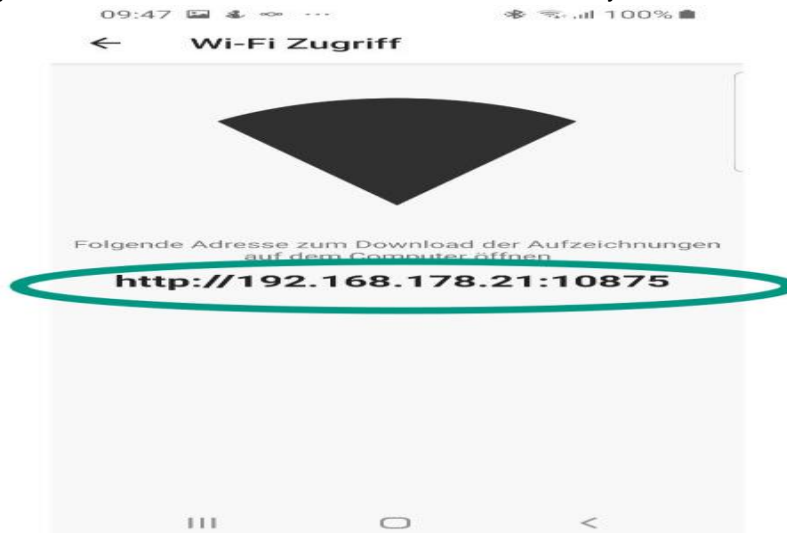 09:47 100%
Wi-Fi Zugriff
Folgende Adresse zum Download der Aufzeichnungen
auf dem Computer öffnen
http://192.168.178.21:10875